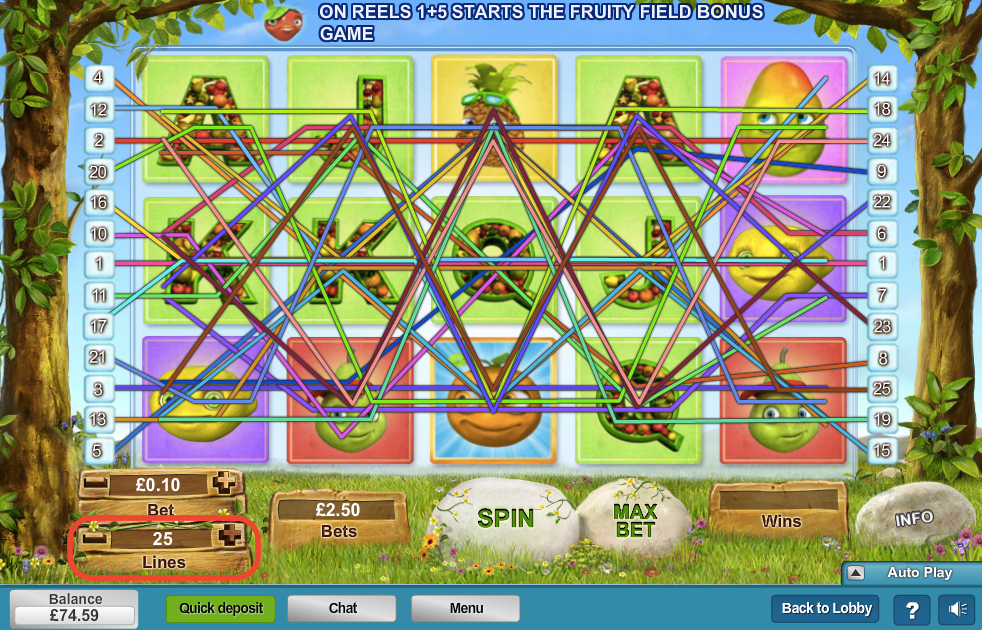 ON REELS 1+5 STARTS THE FRUITY FIELD BONUS
GAME
4
14
12
18
2
24
20
9
16
22
10
6
1
1
11
7
17
23
21
8
3
25
13
19
5
15
A
J
A
K
K
Q
J
Q
£0.10
Bet
25
Lines
£2.50
Bets
SPIN
MAX
BET
Wins
INFO
Auto Play
Balance
£74.59
Quick deposit
Chat
Menu
Back to Lobby
?